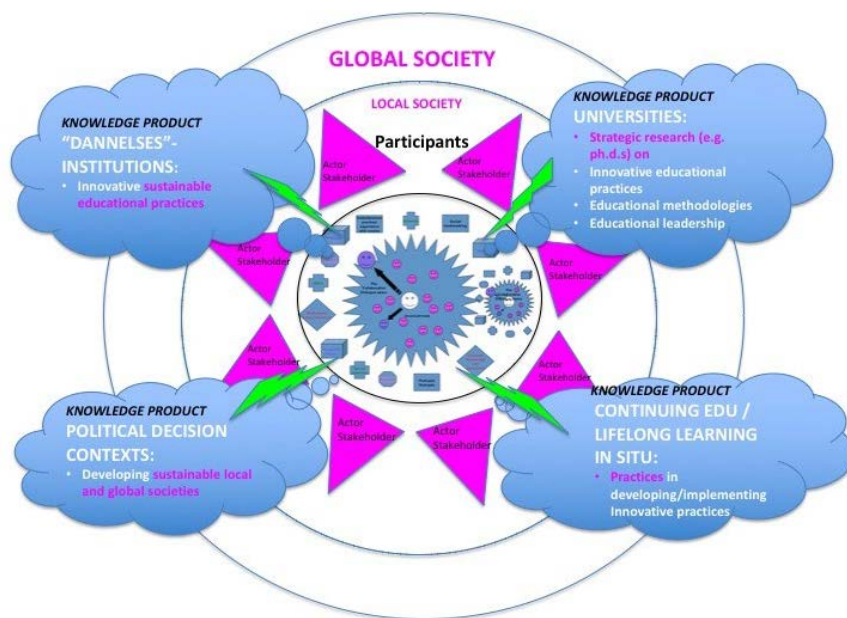 GLOBAL SOCIETY
LOCAL SOCIETY
Participants
KNOWLEDGE PRODUCT
“DANNELSES”-
INSTITUTIONS:
• Innovative sustainable
educational practices
KNOWLEDGE PRODUCT
UNIVERSITIES:
• Strategic research (e.g.
ph.d.s) on
• Innovative educational
practices
• Educational methodologies
• Educational leadership
Actor
Stakeholder
Actor
Stakeholder
Actor
Stakeholder
Actor
Stakeholder
Actor
Stakeholder
Actor
Stakeholder
Actor
Stakeholder
Actor
Stakeholder
KNOWLEDGE PRODUCT
POLITICAL DECISION
CONTEXTS:
• Developing sustainable local
and global societies
KNOWLEDGE PRODUCT
CONTINUING EDU /
LIFELONG LEARNING
IN SITU:
• Practices in
developing/implementing
Innovative practices